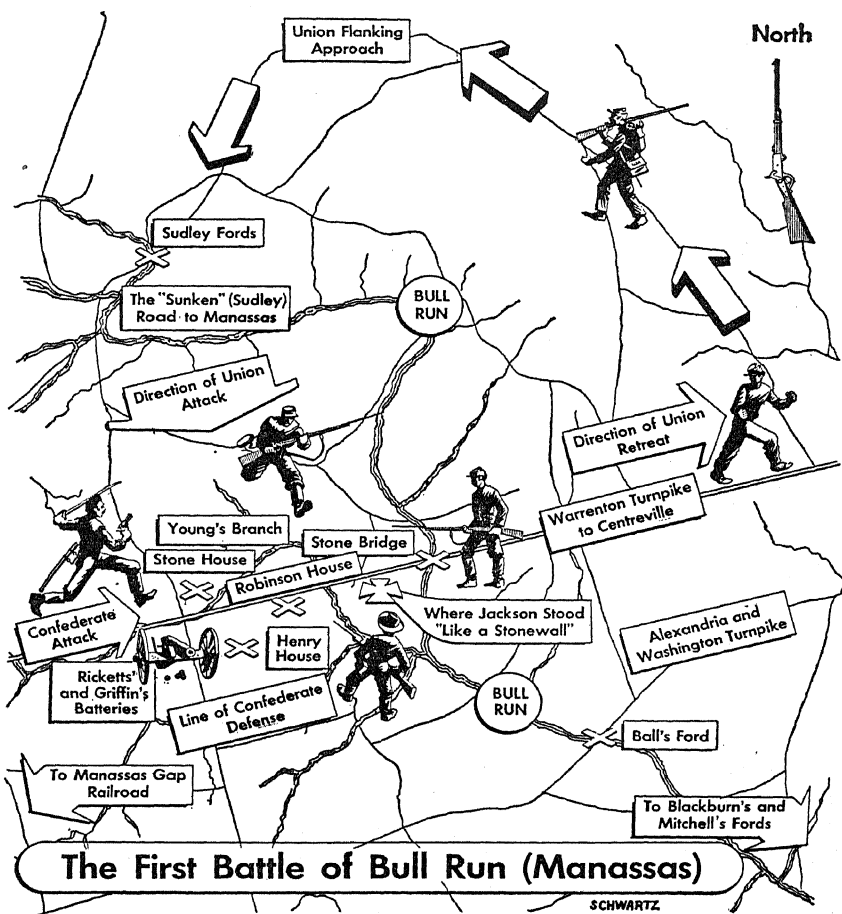 Union Flanking
Approach
North
Sudley Fords
The "Sunken" (Sudley)
Road to Manassas
BULL
RUN
Direction of Union
Attack
Direction of Union
Retreat
Warrenton Turnpike
to Centreville
Young's Branch
Stone Bridge
Stone House
Robinson House
Confederate
Attack
Where Jackson Stood
"Like a Stonewall"
Alexandria and
Washington Turnpike
Henry
House
Ricketts'
and Griffin's
Batteries
Line of Confederate
Defense
BULL
RUN
Ball's Ford
To Manassas Gap
Railroad
To Blackburn's and
Mitchell's Fords
The First Battle of Bull Run (Manassas)
SCHWARTZ